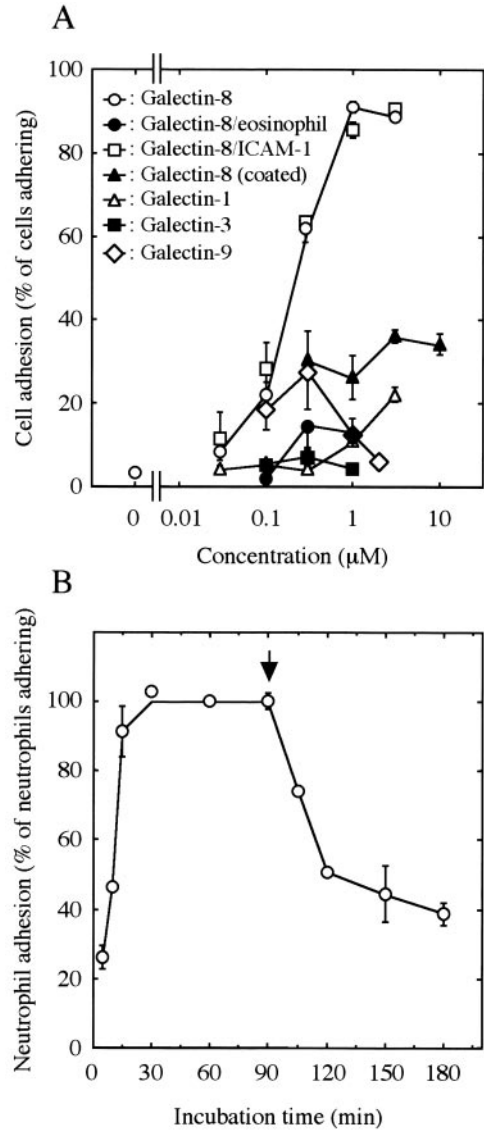 A
100
80
60
40
20
0
Cell adhesion (% of cells adhering)
: Galectin-8
: Galectin-8/eosinophil
: Galectin-8/ICAM-1
: Galectin-8 (coated)
: Galectin-1
: Galectin-3
: Galectin-9
0 0.01 0.1 1 10
Concentration (μM)
B
100
80
60
40
20
0
Neutrophil adhesion (% of neutrophils adhering)
0 30 60 90 120 150 180
Incubation time (min)